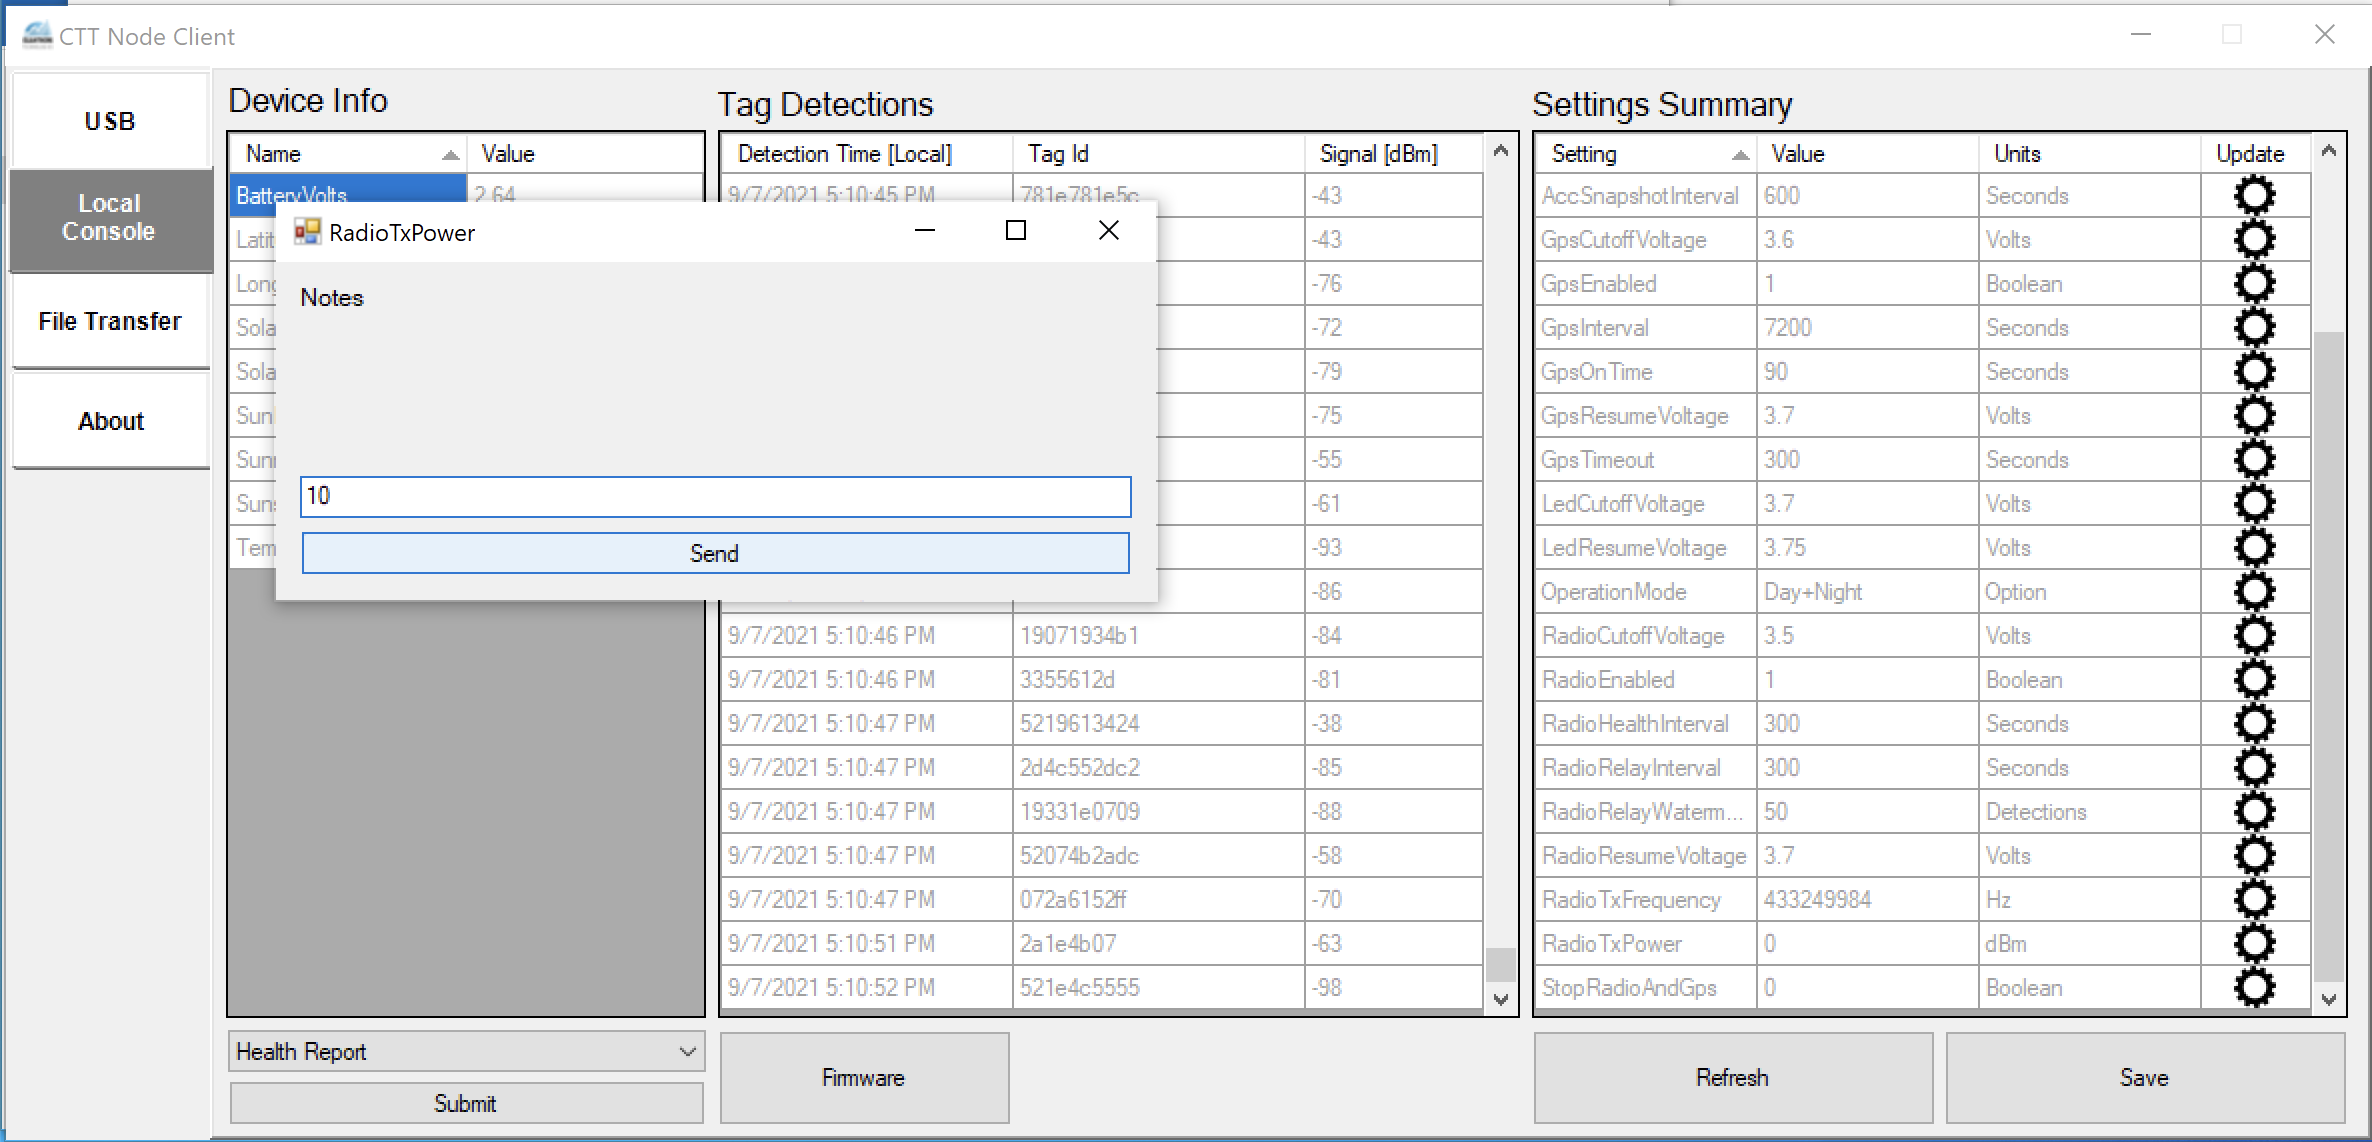 CTT Node Client
USB
Local
Console
File Transfer
About
Device Info
Name Value
BatteryVolts 2.64
Latit
Long
Sola
Sola
Sun
Sun
Suns
Tem
Health Report
Submit
RadioTxPower
Notes
10
Send
Tag Detections
Detection Time [Local] Tag Id Signal [dBm]
9/7/2021 5:10:45 PM 781e781e5c -43
-43
-76
-72
-79
-75
-55
-61
-93
-86
9/7/2021 5:10:46 PM 19071934b1 -84
9/7/2021 5:10:46 PM 3355612d -81
9/7/2021 5:10:47 PM 5219613424 -38
9/7/2021 5:10:47 PM 2d4c552dc2 -85
9/7/2021 5:10:47 PM 19331e0709 -88
9/7/2021 5:10:47 PM 52074b2adc -58
9/7/2021 5:10:47 PM 072a6152ff -70
9/7/2021 5:10:51 PM 2a1e4b07 -63
9/7/2021 5:10:52 PM 521e4c5555 -98
Firmware
Settings Summary
Setting Value Units Update
AccSnapshotInterval 600 Seconds
GpsCutoffVoltage 3.6 Volts
GpsEnabled 1 Boolean
GpsInterval 7200 Seconds
GpsOnTime 90 Seconds
GpsResumeVoltage 3.7 Volts
GpsTimeout 300 Seconds
LedCutoffVoltage 3.7 Volts
LedResumeVoltage 3.75 Volts
OperationMode Day+Night Option
RadioCutoffVoltage 3.5 Volts
RadioEnabled 1 Boolean
RadioHealthInterval 300 Seconds
RadioRelayInterval 300 Seconds
RadioRelayWaterm... 50 Detections
RadioResumeVoltage 3.7 Volts
RadioTxFrequency 433249984 Hz
RadioTxPower 0 dBm
StopRadioAndGps 0 Boolean
Refresh Save